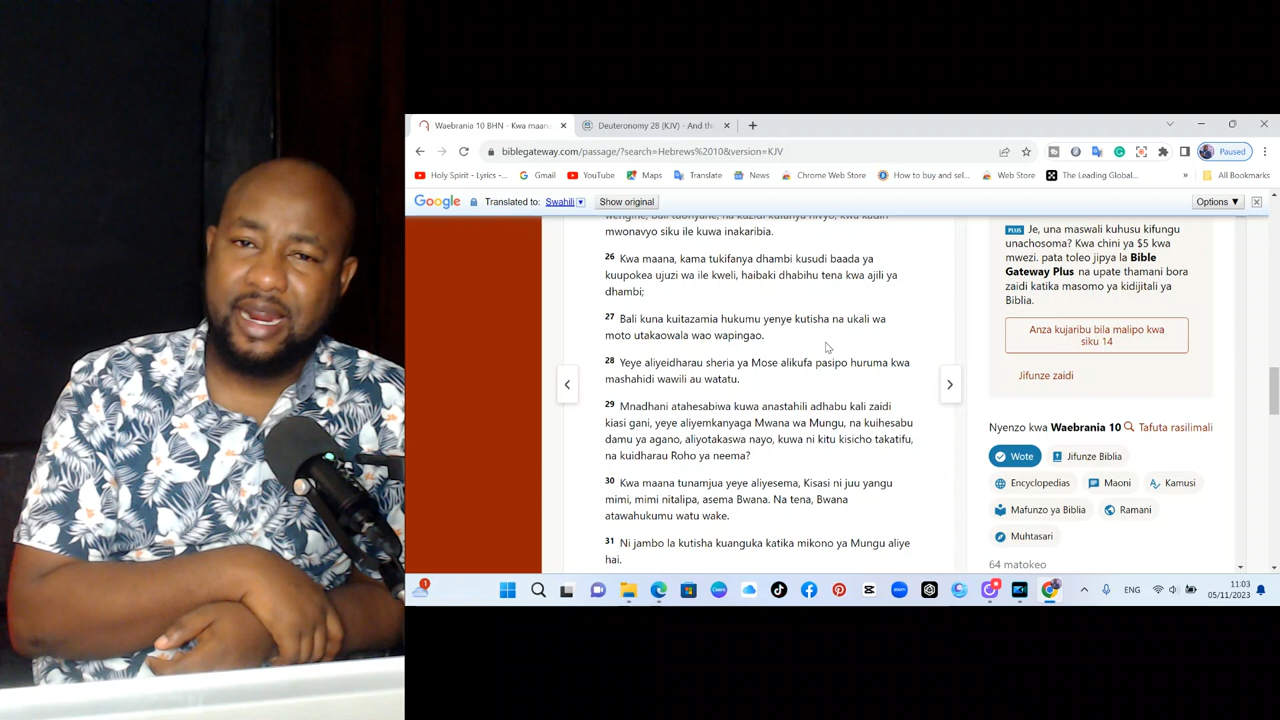 Waebrania 10 BHN - Kwa maana
Deuteronomy 28 (KJV) - And the
biblegateway.com/passage/?search=Hebrews%2010&version=KJV
Paused
Holy Spirit - Lyrics -...
Gmail
YouTube
Maps
Translate
News
Chrome Web Store
How to buy and sel...
Web Store
The Leading Global...
»
All Bookmarks
Google
Translated to: Swahili
Show original
Options ▼
mwonavyo siku ile kuwa inakaribia.
26 Kwa maana, kama tukifanya dhambi kusudi baada ya
kuupokea ujuzi wa ile kweli, haibaki dhabihu tena kwa ajili ya
dhambi;
27 Bali kuna kuitazamia hukumu yenye kutisha na ukali wa
moto utakaowala wao wapingao.
28 Yeye aliyeidharau sheria ya Mose alikufa pasipo huruma kwa
mashahidi wawili au watatu.
29 Mnadhani atahesabiwa kuwa anastahili adhabu kali zaidi
kiasi gani, yeye aliyemkanyaga Mwana wa Mungu, na kuihesabu
damu ya agano, aliyotakaswa nayo, kuwa ni kitu kisicho takatifu,
na kuidharau Roho ya neema?
30 Kwa maana tunamjua yeye aliyesema, Kisasi ni juu yangu
mimi, mimi nitalipa, asema Bwana. Na tena, Bwana
atawahukumu watu wake.
31 Ni jambo la kutisha kuanguka katika mikono ya Mungu aliye
hai.
PLUS Je, una maswali kuhusu kifungu
unachosoma? Kwa chini ya $5 kwa
mwezi. pata toleo jipya la Bible
Gateway Plus na upate thamani bora
zaidi katika masomo ya kidijitali ya
Biblia.
Anza kujaribu bila malipo kwa
siku 14
Jifunze zaidi
Nyenzo kwa Waebrania 10 Tafuta rasilimali
Wote
Jifunze Biblia
Encyclopedias
Maoni
Kamusi
Mafunzo ya Biblia
Ramani
Muhtasari
64 matokeo
1
ENG
11:03
05/11/2023